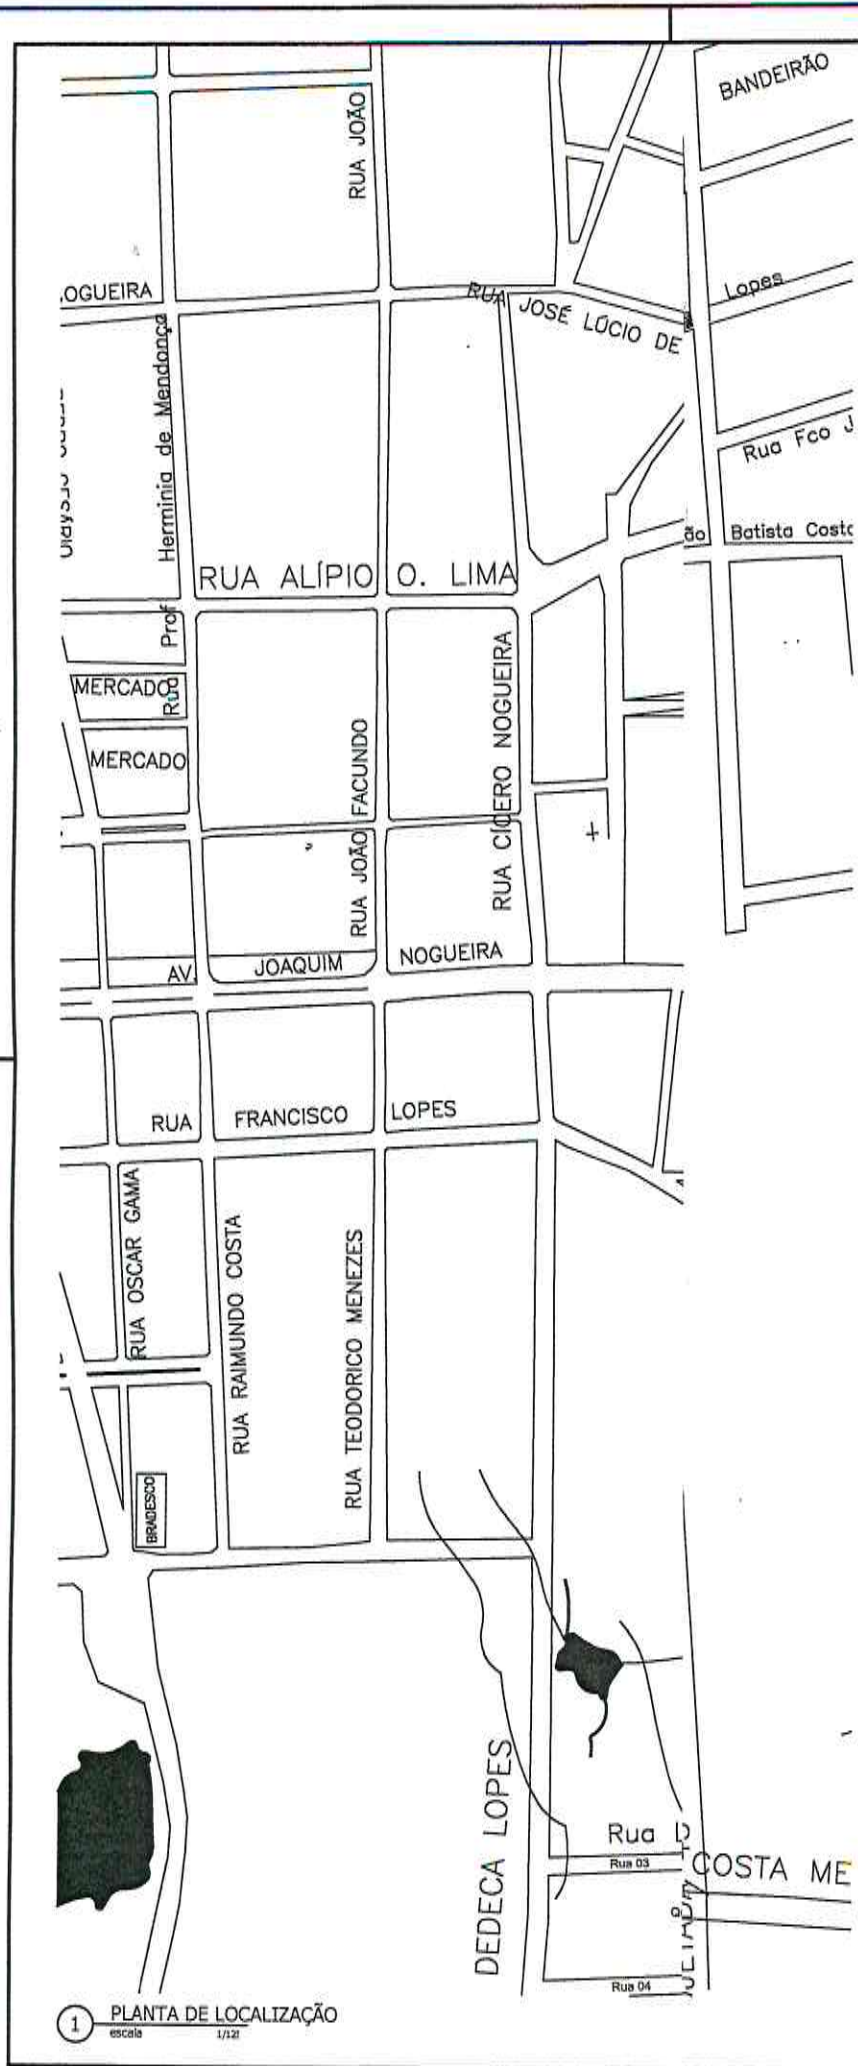 BANDEIRÃO
RUA JOÃO
Lopes
.OGUEIRA
RUA JOSÉ LÚCIO DE
Rua Prof Herminia de Mendonça
Rua Fco J
ão Batista Costa
RUA ALÍPIO O. LIMA
MERCADO
MERCADO
RUA JOÃO FACUNDO
RUA CÍCERO NOGUEIRA
AV. JOAQUIM NOGUEIRA
RUA FRANCISCO LOPES
RUA OSCAR GAMA
RUA RAIMUNDO COSTA
RUA TEODORICO MENEZES
BRADESCO
DEDECA LOPES
Rua
Rua 03
COSTA ME
Rua 04
1 PLANTA DE LOCALIZAÇÃO
escala